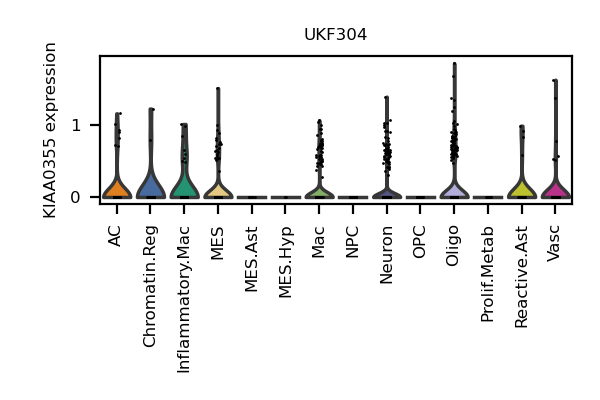 UKF304
KIAA0355 expression
1
0
AC
Chromatin.Reg
Inflammatory.Mac
MES
MES.Ast
MES.Hyp
Mac
NPC
Neuron
OPC
Oligo
Prolif.Metab
Reactive.Ast
Vasc